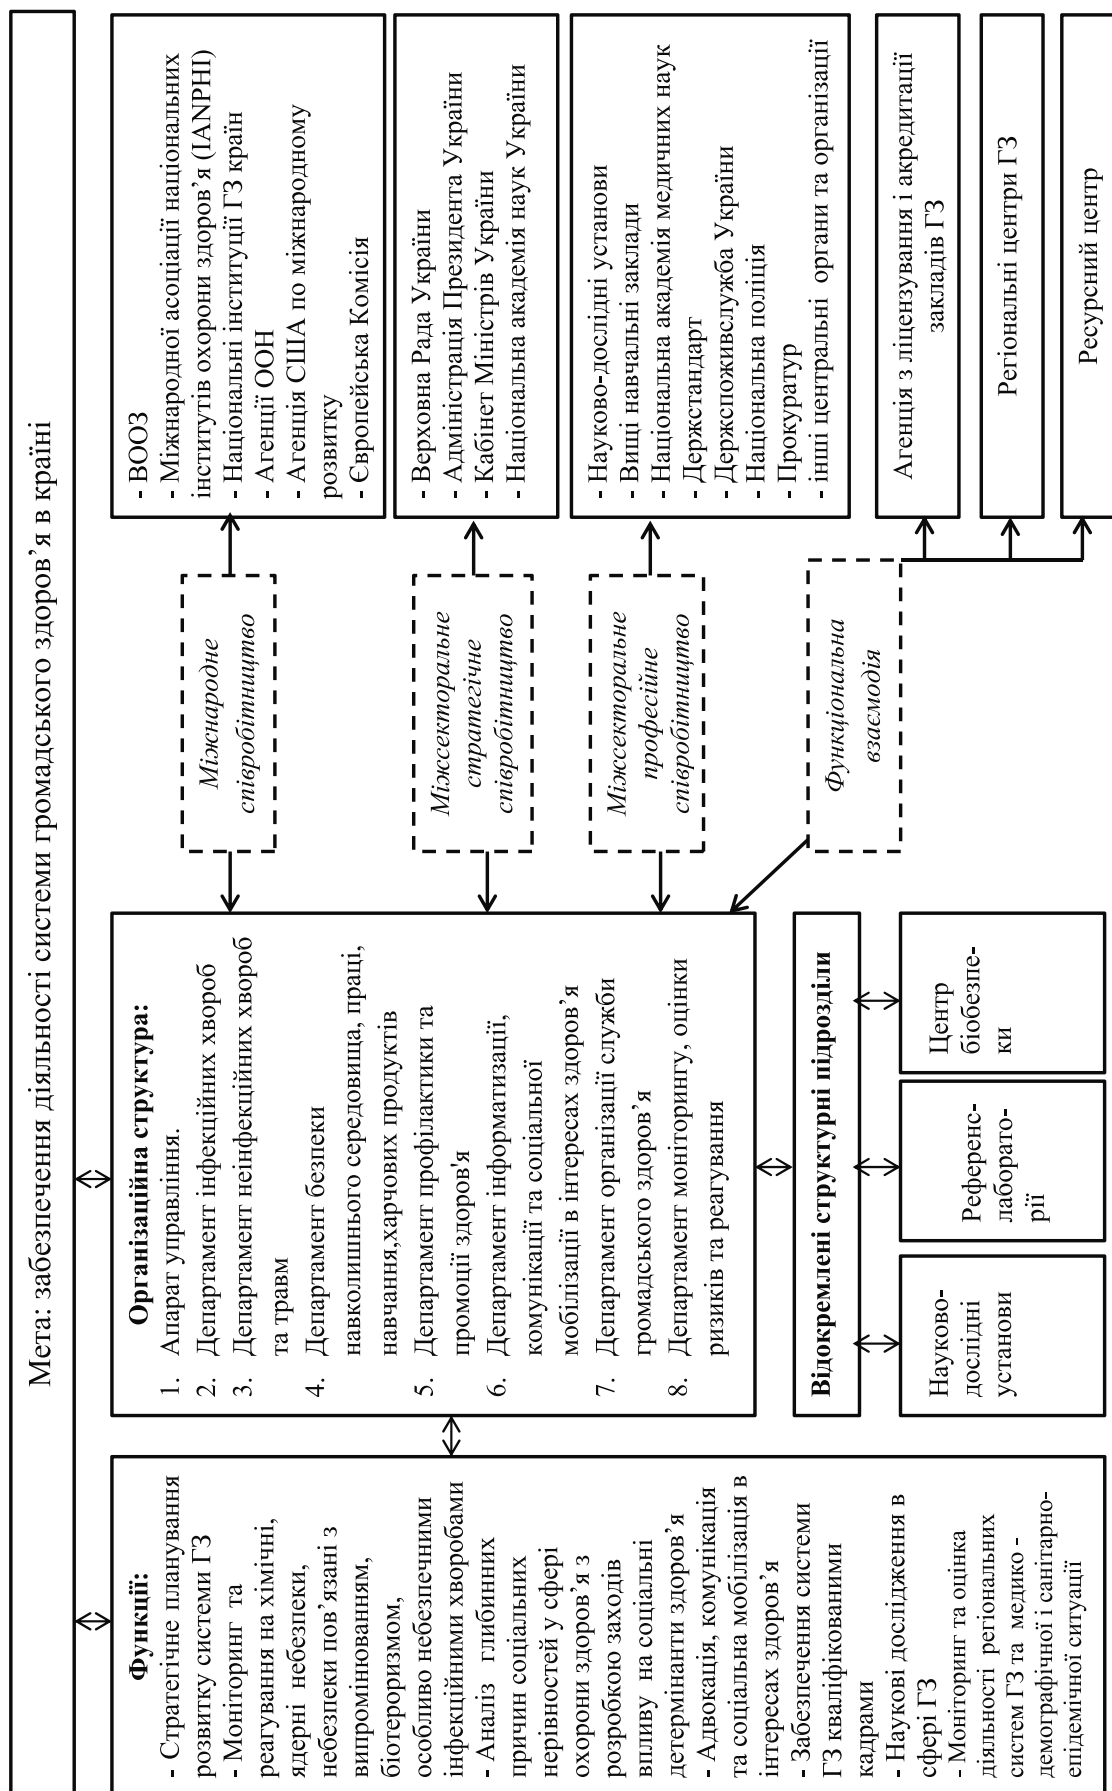 Мета: забезпечення діяльності системи громадського здоров’я в країні
Функції:
- Стратегічне планування
розвитку системи ГЗ
- Моніторинг та
реагування на хімічні,
ядерні небезпеки,
небезпеки пов’язані з
випромінюванням,
біотероризмом,
особливо небезпечними
інфекційними хворобами
- Аналіз глибинних
причин соціальних
нерівностей у сфері
охорони здоров’я з
розробкою заходів
впливу на соціальні
детермінанти здоров’я
- Адвокація, комунікація
та соціальна мобілізація в
інтересах здоров’я
- Забезпечення системи
ГЗ кваліфікованими
кадрами
- Наукові дослідження в
сфері ГЗ
- Моніторинг та оцінка
діяльності регіональних
систем ГЗ та медико -
демографічної і санітарно-
епідемічної ситуації
Організаційна структура:
1. Апарат управління.
2. Департамент інфекційних хвороб
3. Департамент неінфекційних хвороб
та травм
4. Департамент безпеки
навколишнього середовища, праці,
навчання,харчових продуктів
5. Департамент профілактики та
промоції здоров'я
6. Департамент інформатизації,
комунікації та соціальної
мобілізації в інтересах здоров’я
7. Департамент організації служби
громадського здоров’я
8. Департамент моніторингу, оцінки
ризиків та реагування
Відокремлені структурні підрозділи
Науково-
дослідні
установи
Референс-
лаборато-
рії
Центр
біобезпе-
ки
Міжнародне
співробітництво
Міжсекторальне
стратегічне
співробітництво
Міжсекторальне
професійне
співробітництво
Функціональна
взаємодія
- ВООЗ
- Міжнародної асоціації національних
інститутів охорони здоров’я (IANPHI)
- Національні інституції ГЗ країн
- Агенції ООН
- Агенція США по міжнародному
розвитку
- Європейська Комісія
- Верховна Рада України
- Адміністрація Президента України
- Кабінет Міністрів України
- Національна академія наук України
- Науково-дослідні установи
- Вищі навчальні заклади
- Національна академія медичних наук
- Держстандарт
- Держспоживслужба України
- Національна поліція
- Прокуратур
- інші центральні органи та організації
Агенція з ліцензування і акредитації
закладів ГЗ
Регіональні центри ГЗ
Ресурсний центр